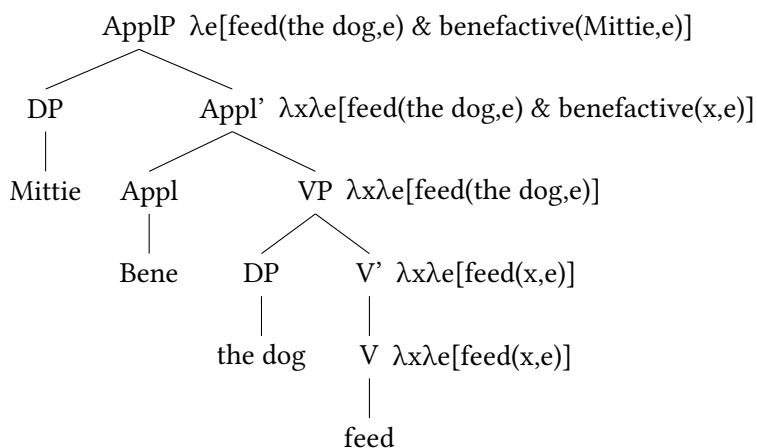 ApplP λe[feed(the dog,e) & benefactive(Mittie,e)]
DP Appl’ λxλe[feed(the dog,e) & benefactive(x,e)]
Mittie Appl VP λxλe[feed(the dog,e)]
Bene DP V’ λxλe[feed(x,e)]
the dog V λxλe[feed(x,e)]
feed